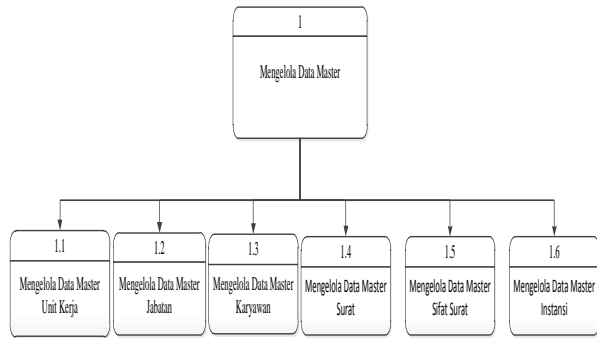 1
Mengelola Data Master
1.1
Mengelola Data Master
Unit Kerja
1.2
Mengelola Data Master
Jabatan
1.3
Mengelola Data Master
Karyawan
1.4
Mengelola Data Master
Surat
1.5
Mengelola Data Master
Sifat Surat
1.6
Mengelola Data Master
Instansi